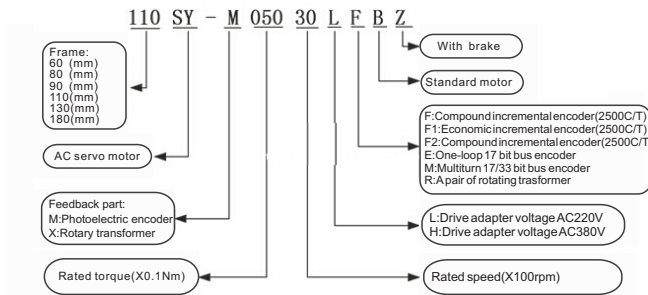 110 SY - M 050 30 L F B Z
Frame:
60 (mm)
80 (mm)
90 (mm)
110(mm)
130(mm)
180(mm)
With brake
Standard motor
F:Compound incremental encoder(2500C/T)
F1:Economic incremental encoder(2500C/T)
F2:Compound incremental encoder(2500C/T)
E:One-loop 17 bit bus encoder
M:Multiturn 17/33 bit bus encoder
R:A pair of rotating trasformer
AC servo motor
Feedback part:
M:Photoelectric encoder
X:Rotary transformer
L:Drive adapter voltage AC220V
H:Drive adapter voltage AC380V
Rated torque(X0.1Nm)
Rated speed(X100rpm)